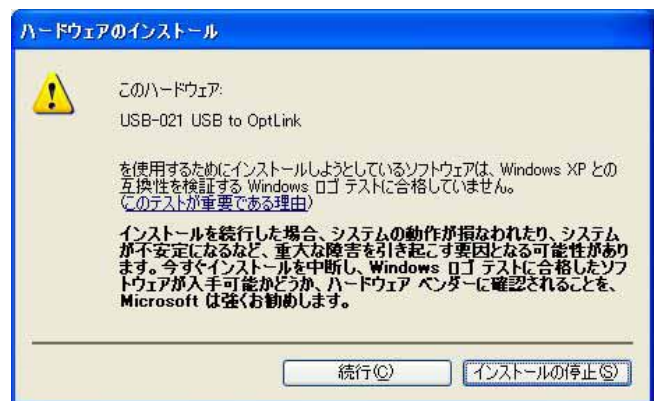 ハードウェアのインストール
このハードウェア:
USB-021 USB to OptLink
を使用するためにインストールしようとしているソフトウェアは、Windows XP との
互換性を検証する Windows ロゴ テストに合格していません。
(このテストが重要である理由)
インストールを続行した場合、システムの動作が損なわれたり、システム
が不安定になるなど、重大な障害を引き起こす要因となる可能性があり
ます。今すぐインストールを中断し、Windows ロゴ テストに合格したソフ
トウェアが入手可能かどうか、ハードウェア ベンダーに確認されることを、
Microsoft は強くお勧めします。
続行(C)
インストールの停止(S)